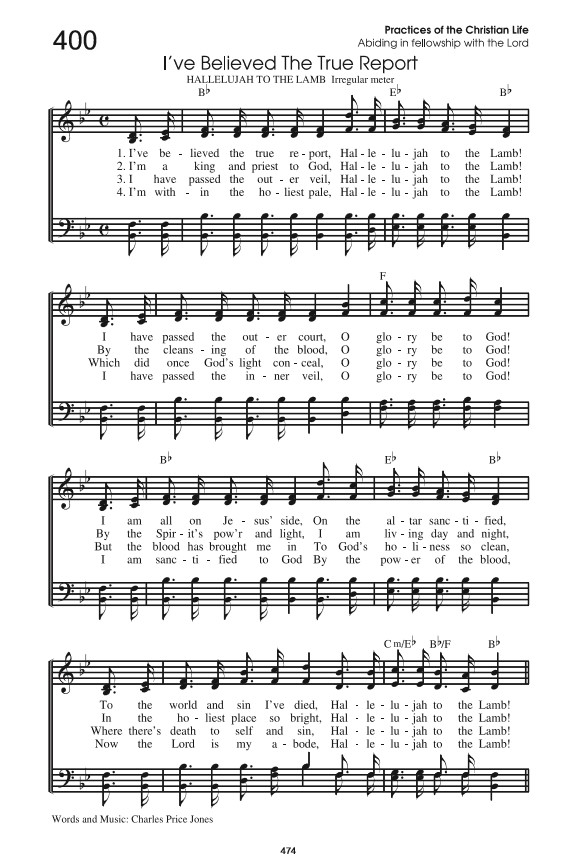 400
Practices of the Christian Life
Abiding in fellowship with the Lord
I've Believed The True Report
HALLELUJAH TO THE LAMB Irregular meter
B♭ E♭
1. I've be - lieved the true re - port, Hal - le - lu - jah to the Lamb!
2. I'm a king and priest to God, Hal - le - lu - jah to the Lamb!
3. I have passed the out - er veil, Hal - le - lu - jah to the Lamb!
4. I'm with - in the ho - liest pale, Hal - le - lu - jah to the Lamb!
F
I have passed the out - er court, O glo - ry be to God!
By the cleans - ing of the blood, O glo - ry be to God!
Which did once God's light con - ceal, O glo - ry be to God!
I have passed the in - ner veil, O glo - ry be to God!
B♭ E♭ B♭
I am all on Je - sus' side, On the al - tar sanc - ti - fied,
By the Spir - it's pow'r and light, I am liv - ing day and night,
But the blood has brought me in To God's ho - li - ness so clean,
I am sanc - ti - fied to God By the pow - er of the blood,
C m/E♭ B♭/F B♭
To the world and sin I've died, Hal - le - lu - jah to the Lamb!
In the ho - liest place so bright, Hal - le - lu - jah to the Lamb!
Where there's death to self and sin, Hal - le - lu - jah to the Lamb!
Now the Lord is my a - bode, Hal - le - lu - jah to the Lamb!
Words and Music: Charles Price Jones
474